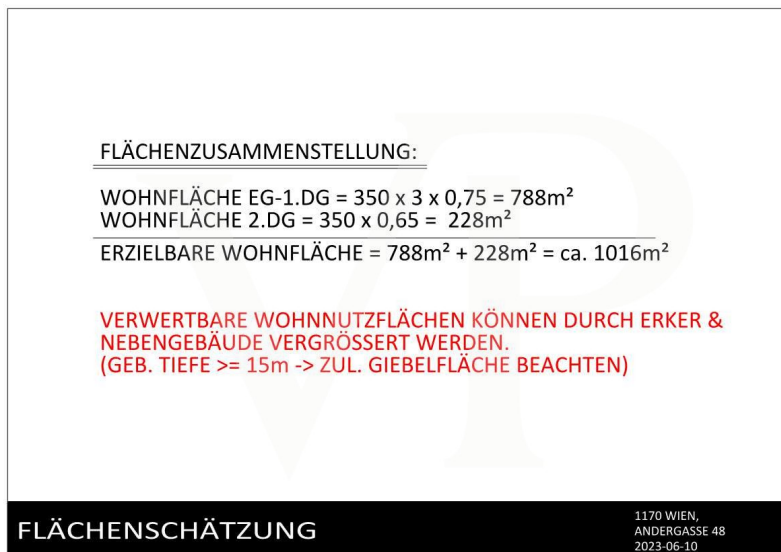 FLÄCHENZUSAMMENSTELLUNG:
WOHNFLÄCHE EG-1.DG = 350 x 3 x 0,75 = 788m²
WOHNFLÄCHE 2.DG = 350 x 0,65 = 228m²
ERZIELBARE WOHNFLÄCHE = 788m² + 228m² = ca. 1016m²
VERWERTBARE WOHNNUTZFLÄCHEN KÖNNEN DURCH ERKER &
NEBENGEBÄUDE VERGRÖSSERT WERDEN.
(GEB. TIEFE >= 15m -> ZUL. GIEBELFLÄCHE BEACHTEN)
FLÄCHENSCHÄTZUNG
1170 WIEN,
ANDERGASSE 48
2023-06-10